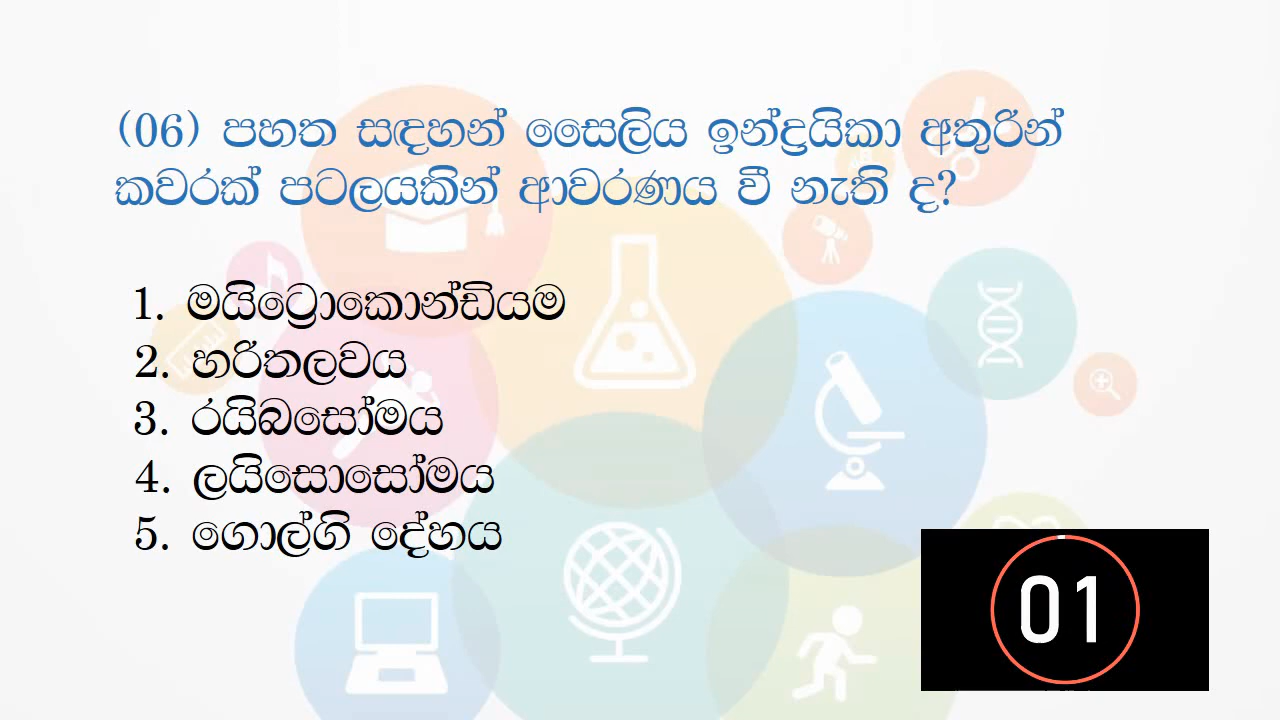 (06) පහත සඳහන් සෛලිය ඉන්ද්‍රයිකා අතුරින්
කවරක් පටලයකින් ආවරණය වී නැති ද?
1. මයිටොකොන්ඩ්‍රියම
2. හරිතලවය
3. රයිබසෝමය
4. ලයිසොසෝමය
5. ගොල්ගි දේහය
01